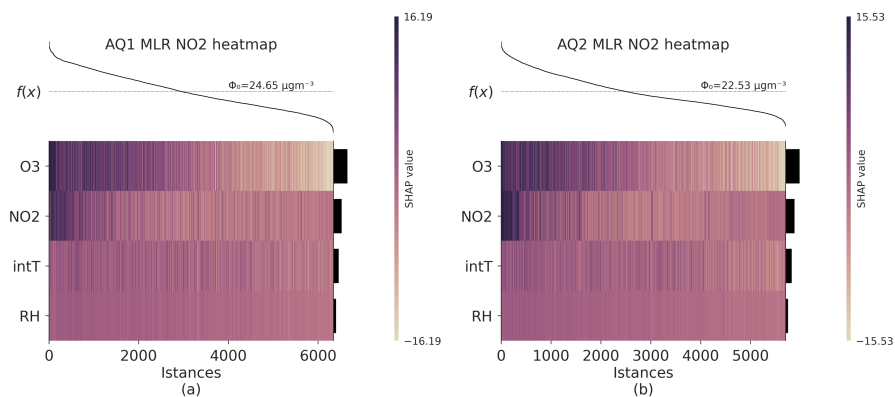 AQ1 MLR NO2 heatmap
f(x)
Φ₀=24.65 μgm⁻³
O3
NO2
intT
RH
0
2000
4000
6000
Istances
(a)
16.19
SHAP value
−16.19
AQ2 MLR NO2 heatmap
f(x)
Φ₀=22.53 μgm⁻³
O3
NO2
intT
RH
0
1000
2000
3000
4000
5000
Istances
(b)
15.53
SHAP value
−15.53